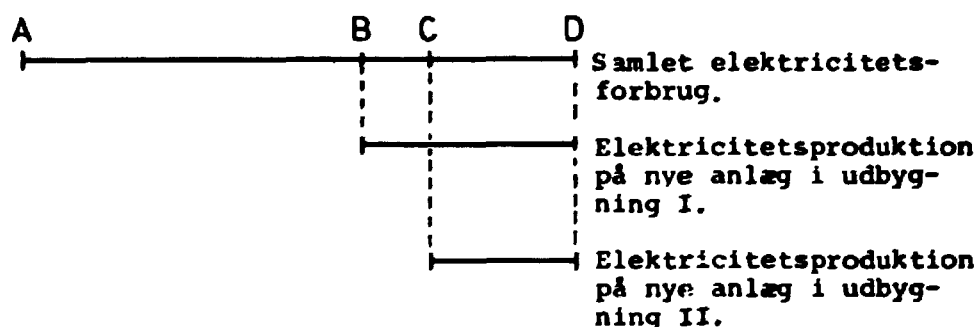 A B C D
Samlet elektricitets-
forbrug.
Elektricitetsproduktion
på nye anlæg i udbyg-
ning I.
Elektricitetsproduktion
på nye anlæg i udbyg-
ning II.